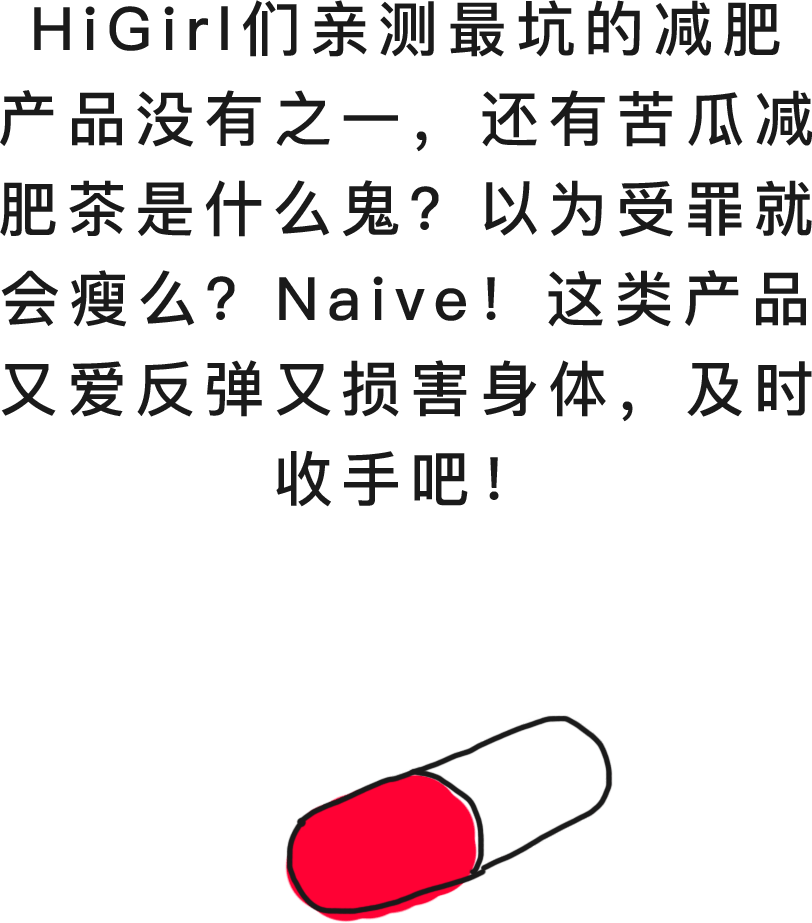 HiGirl们亲测最坑的减肥
产品没有之一，还有苦瓜减
肥茶是什么鬼？以为受罪就
会瘦么？Naive！这类产品
又爱反弹又损害身体，及时
收手吧！